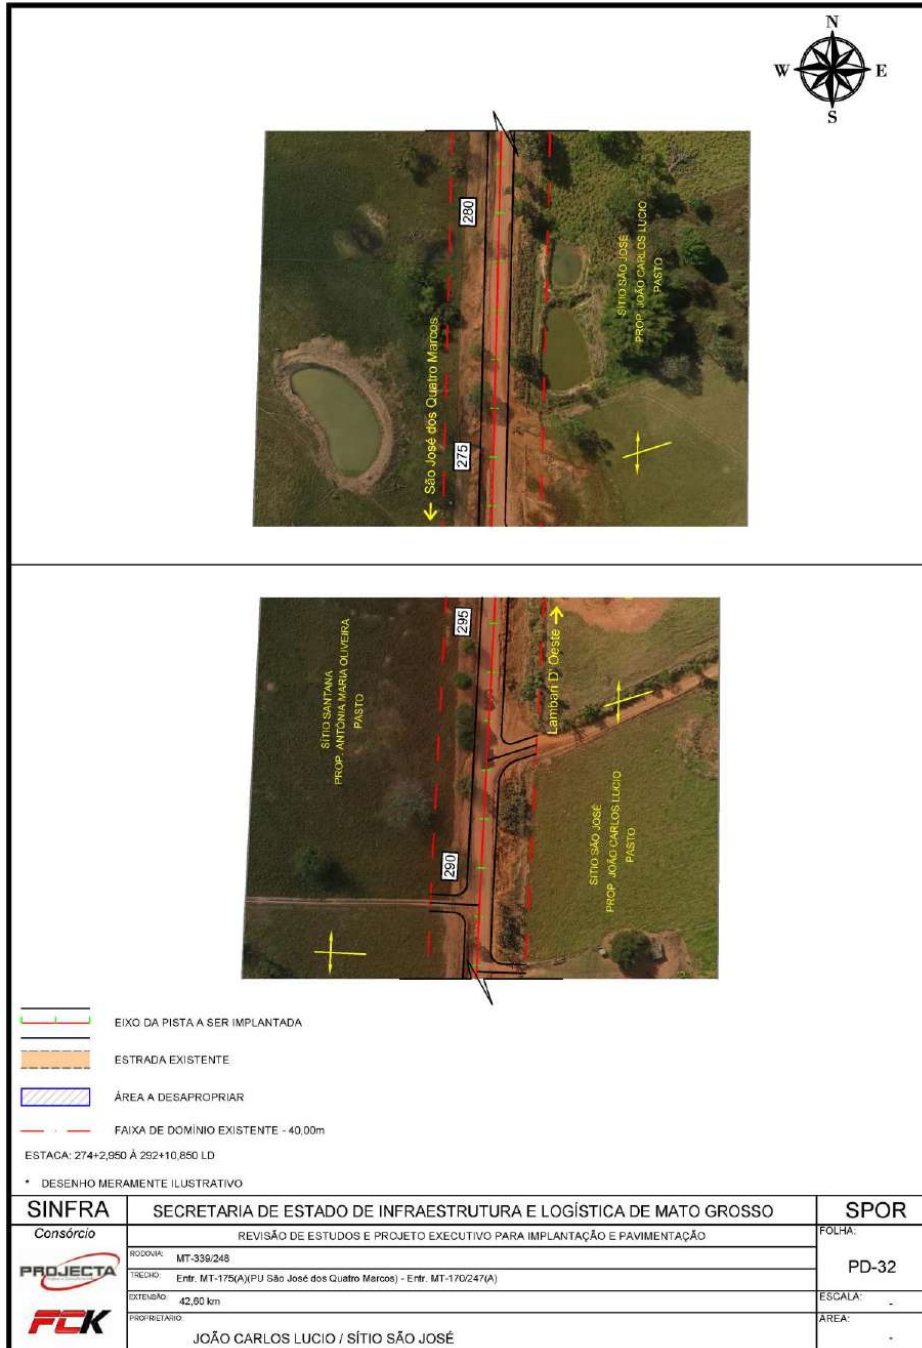 N
W E
S
280
SÍTIO SÃO JOSÉ
PROP. JOÃO CARLOS LUCIO
PASTO
São José dos Quatro Marcos
275
295
SÍTIO SANTANA
PROP. ANTÔNIA MARIA OLIVEIRA
PASTO
Lambari D' Oeste
SÍTIO SÃO JOSÉ
PROP. JOÃO CARLOS LUCIO
PASTO
290
EIXO DA PISTA A SER IMPLANTADA
ESTRADA EXISTENTE
ÁREA A DESAPROPRIAR
FAIXA DE DOMÍNIO EXISTENTE - 40,00m
ESTACA: 274+2,950 À 292+10,850 LD
* DESENHO MERAMENTE ILUSTRATIVO
SINFRA
SECRETARIA DE ESTADO DE INFRAESTRUTURA E LOGÍSTICA DE MATO GROSSO
SPOR
Consórcio
REVISÃO DE ESTUDOS E PROJETO EXECUTIVO PARA IMPLANTAÇÃO E PAVIMENTAÇÃO
FOLHA:
PD-32
PROJECTA
RODOVIA: MT-339/248
TRECHO: Entr. MT-175(A)(PU São José dos Quatro Marcos) - Entr. MT-170/247(A)
EXTENSÃO: 42,60 km
ESCALA: -
FCK
PROPRIETÁRIO:
JOÃO CARLOS LUCIO / SÍTIO SÃO JOSÉ
ÁREA:
-